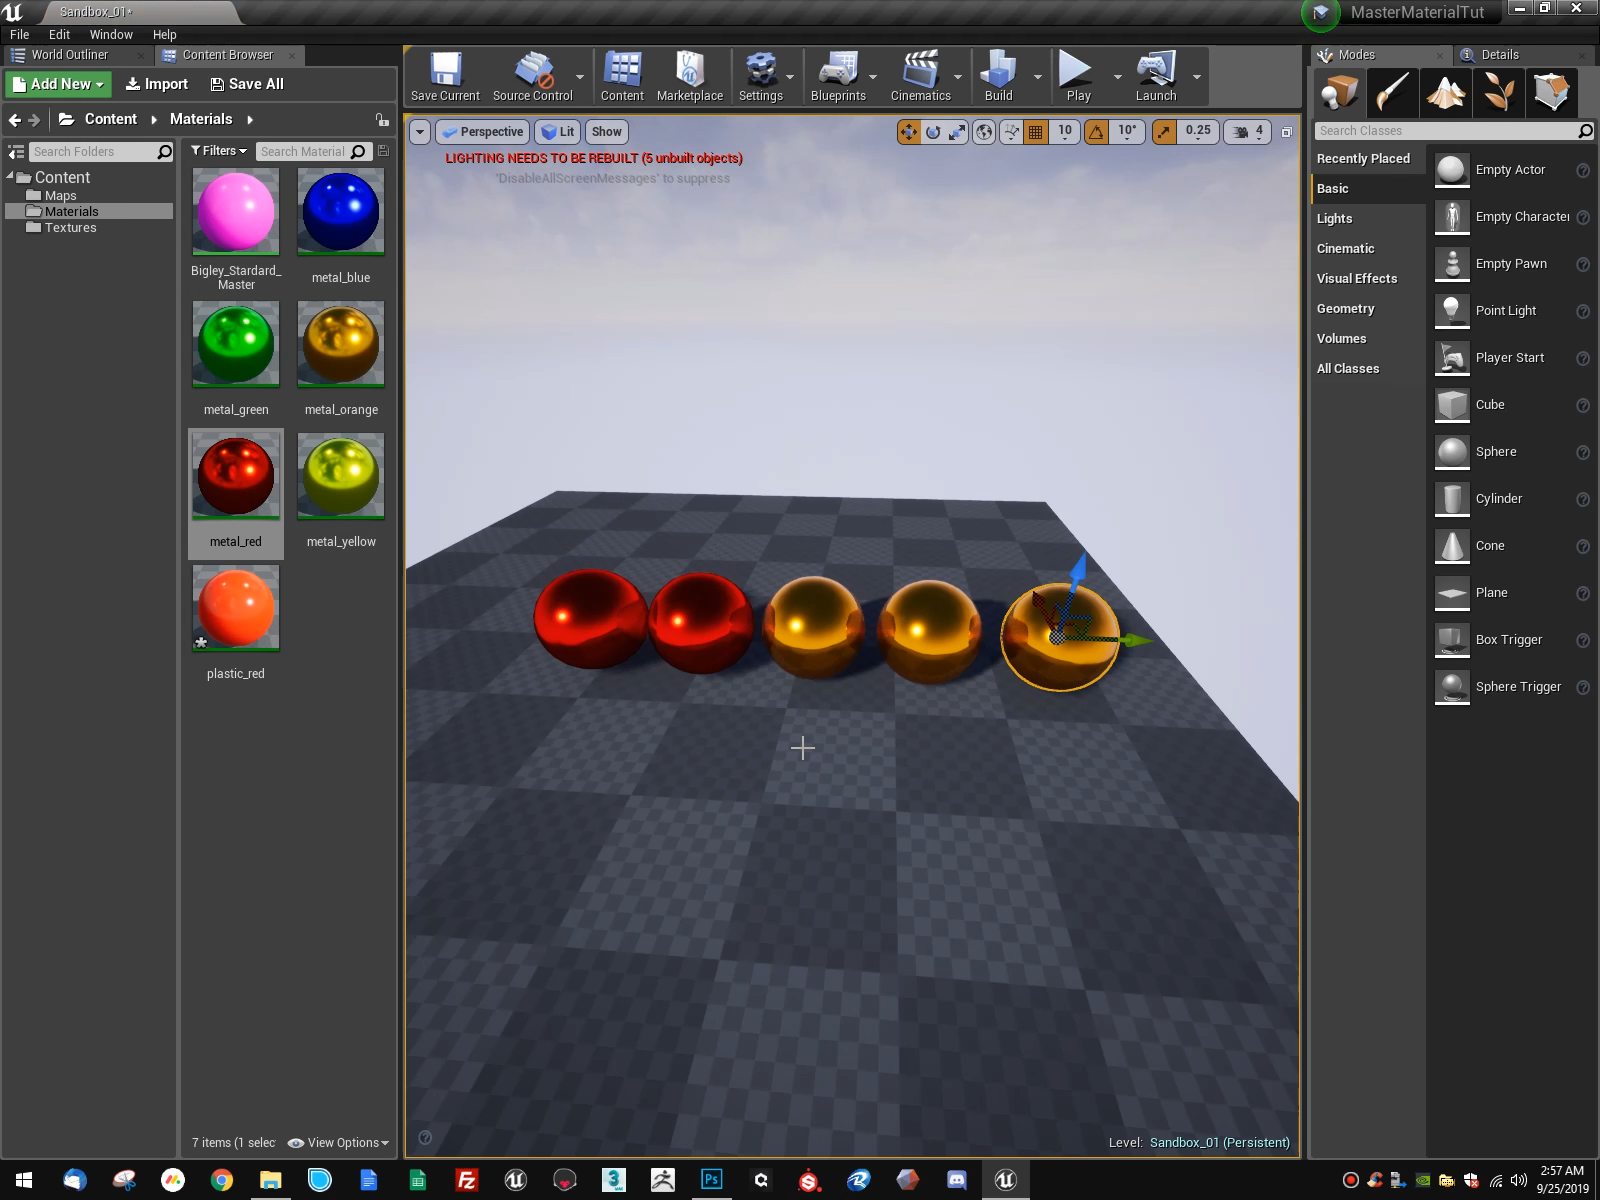 Sandbox_01*
MasterMaterialTut
File Edit Window Help
World Outliner
Content Browser
Add New
Import
Save All
Content
Materials
Search Folders
Content
Maps
Materials
Textures
Filters
Search Material
Bigley_Stardard_
Master
metal_blue
metal_green
metal_orange
metal_red
metal_yellow
plastic_red
7 items (1 selec
View Options
Save Current
Source Control
Content
Marketplace
Settings
Blueprints
Cinematics
Build
Play
Launch
Perspective
Lit
Show
10
10°
0.25
4
LIGHTING NEEDS TO BE REBUILT (5 unbuilt objects)
'DisableAllScreenMessages' to suppress
Level: Sandbox_01 (Persistent)
Modes
Details
Search Classes
Recently Placed
Basic
Lights
Cinematic
Visual Effects
Geometry
Volumes
All Classes
Empty Actor
Empty Character
Empty Pawn
Point Light
Player Start
Cube
Sphere
Cylinder
Cone
Plane
Box Trigger
Sphere Trigger
Fz
3
Ps
2:57 AM
9/25/2019